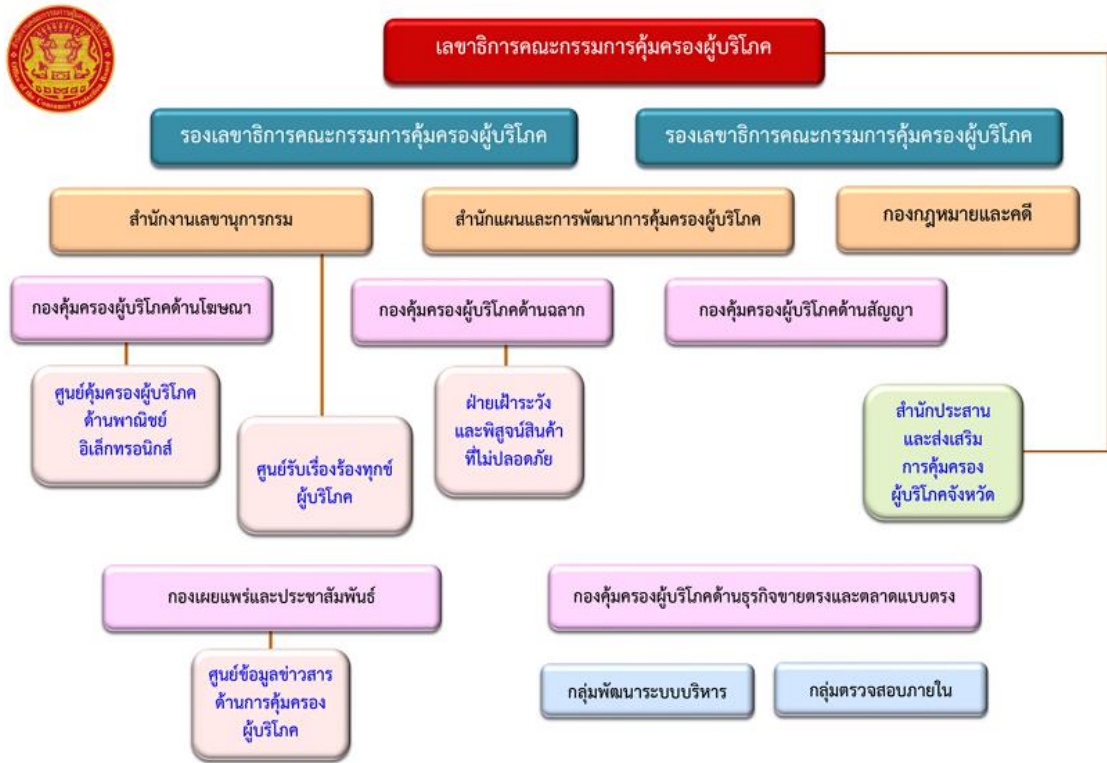 เลขาธิการคณะกรรมการคุ้มครองผู้บริโภค
รองเลขาธิการคณะกรรมการคุ้มครองผู้บริโภค
รองเลขาธิการคณะกรรมการคุ้มครองผู้บริโภค
สำนักงานเลขานุการกรม
สำนักแผนและการพัฒนาการคุ้มครองผู้บริโภค
กองกฎหมายและคดี
กองคุ้มครองผู้บริโภคด้านโฆษณา
กองคุ้มครองผู้บริโภคด้านฉลาก
กองคุ้มครองผู้บริโภคด้านสัญญา
ศูนย์คุ้มครองผู้บริโภค
ด้านพาณิชย์
อิเล็กทรอนิกส์
ศูนย์รับเรื่องร้องทุกข์
ผู้บริโภค
ฝ่ายเฝ้าระวัง
และพิสูจน์สินค้า
ที่ไม่ปลอดภัย
สำนักประสาน
และส่งเสริม
การคุ้มครอง
ผู้บริโภคจังหวัด
กองเผยแพร่และประชาสัมพันธ์
กองคุ้มครองผู้บริโภคด้านธุรกิจขายตรงและตลาดแบบตรง
ศูนย์ข้อมูลข่าวสาร
ด้านการคุ้มครอง
ผู้บริโภค
กลุ่มพัฒนาระบบบริหาร
กลุ่มตรวจสอบภายใน